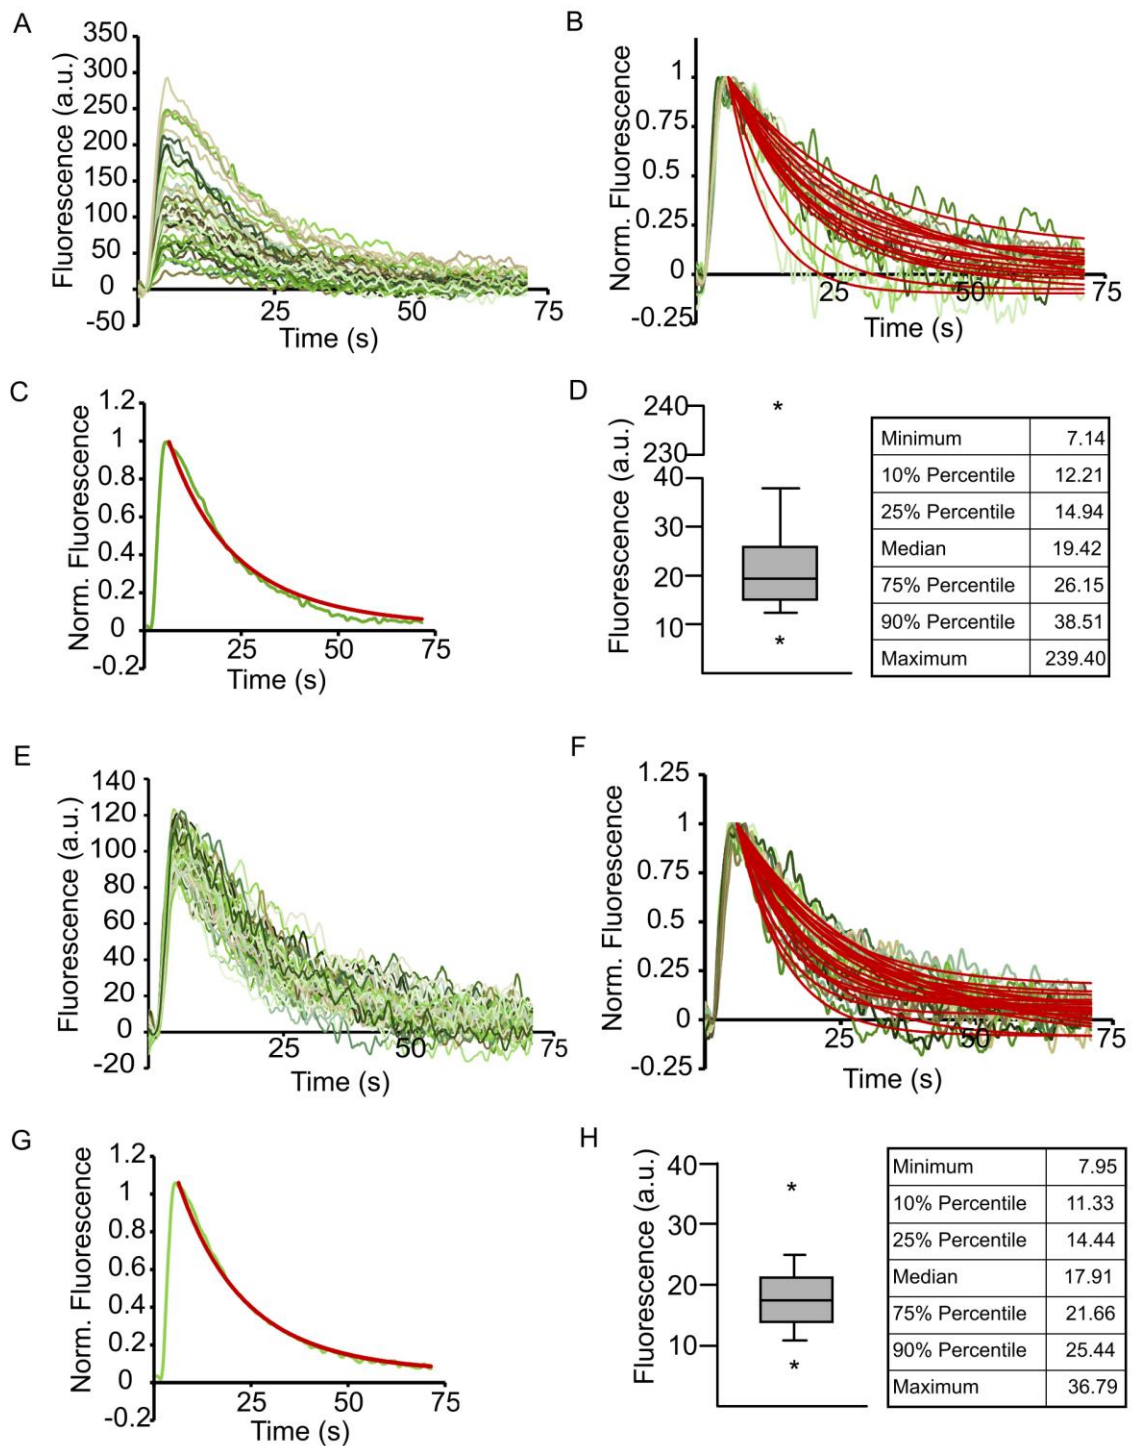 A
Fluorescence (a.u.)
350
300
250
200
150
100
50
0
-50
25
50
75
Time (s)
B
Norm. Fluorescence
1
0.75
0.5
0.25
0
-0.25
25
50
75
Time (s)
C
Norm. Fluorescence
1.2
1
0.8
0.6
0.4
0.2
0
-0.2
25
50
75
Time (s)
D
Fluorescence (a.u.)
240
230
40
30
20
10
*
*
Minimum 7.14
10% Percentile 12.21
25% Percentile 14.94
Median 19.42
75% Percentile 26.15
90% Percentile 38.51
Maximum 239.40
E
Fluorescence (a.u.)
140
120
100
80
60
40
20
0
-20
25
50
75
Time (s)
F
Norm. Fluorescence
1.25
1
0.75
0.5
0.25
0
-0.25
25
50
75
Time (s)
G
Norm. Fluorescence
1.2
1
0.8
0.6
0.4
0.2
0
-0.2
25
50
75
Time (s)
H
Fluorescence (a.u.)
40
30
20
10
*
*
Minimum 7.95
10% Percentile 11.33
25% Percentile 14.44
Median 17.91
75% Percentile 21.66
90% Percentile 25.44
Maximum 36.79